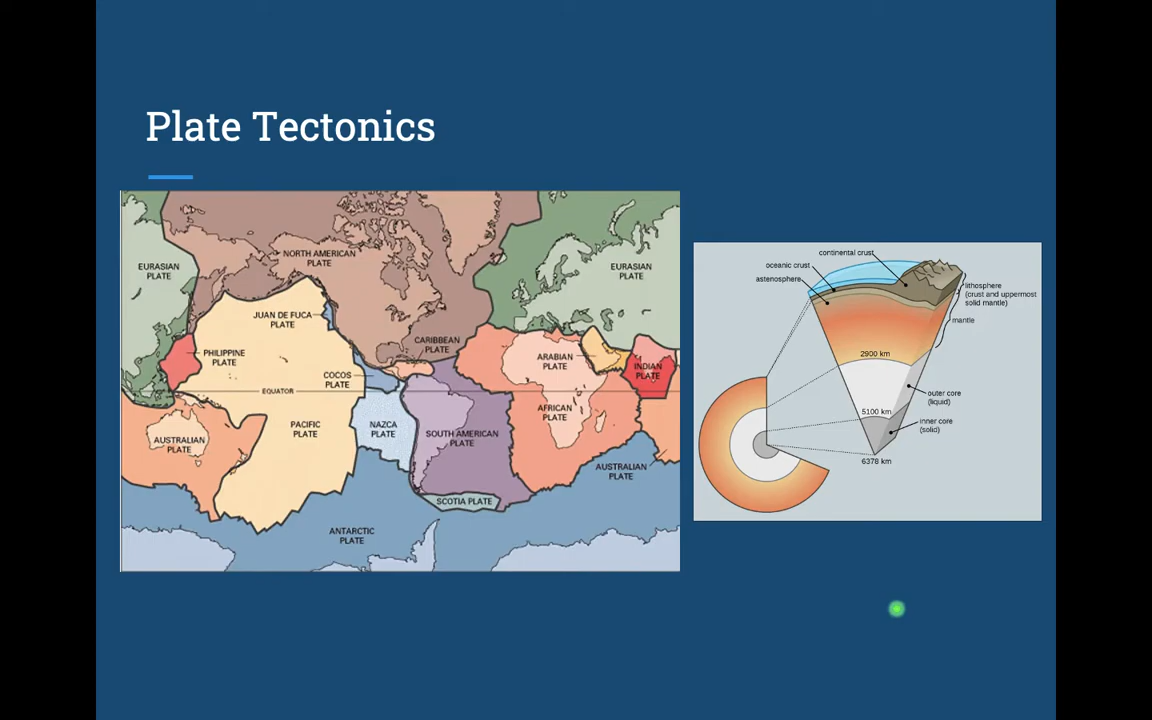 Plate Tectonics
NORTH AMERICAN
PLATE
EURASIAN
PLATE
EURASIAN
PLATE
JUAN DE FUCA
PLATE
CARIBBEAN
PLATE
PHILIPPINE
PLATE
ARABIAN
PLATE
INDIAN
PLATE
COCOS
PLATE
EQUATOR
AFRICAN
PLATE
PACIFIC
PLATE
NAZCA
PLATE
SOUTH AMERICAN
PLATE
AUSTRALIAN
PLATE
AUSTRALIAN
PLATE
SCOTIA PLATE
ANTARCTIC
PLATE
continental crust
oceanic crust
astenosphere
lithosphere
(crust and uppermost
solid mantle)
mantle
2900 km
outer core
(liquid)
5100 km
inner core
(solid)
6378 km